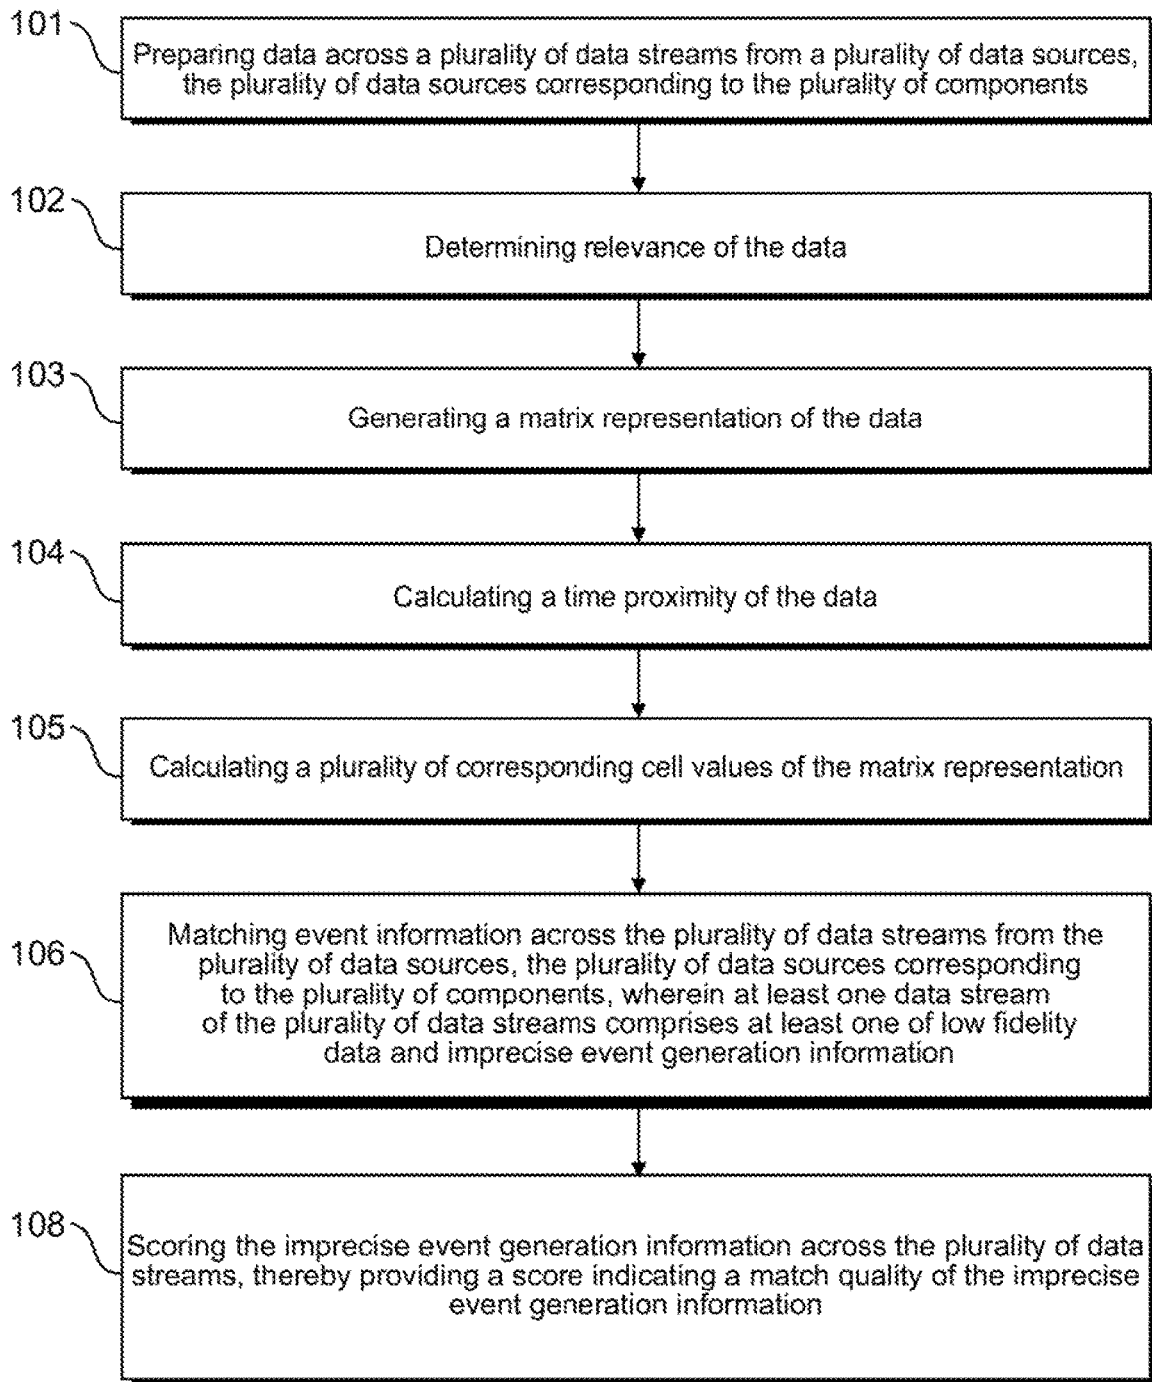 101
Preparing data across a plurality of data streams from a plurality of data sources,
the plurality of data sources corresponding to the plurality of components
102
Determining relevance of the data
103
Generating a matrix representation of the data
104
Calculating a time proximity of the data
105
Calculating a plurality of corresponding cell values of the matrix representation
106
Matching event information across the plurality of data streams from the
plurality of data sources, the plurality of data sources corresponding
to the plurality of components, wherein at least one data stream
of the plurality of data streams comprises at least one of low fidelity
data and imprecise event generation information
108
Scoring the imprecise event generation information across the plurality of data
streams, thereby providing a score indicating a match quality of the imprecise
event generation information